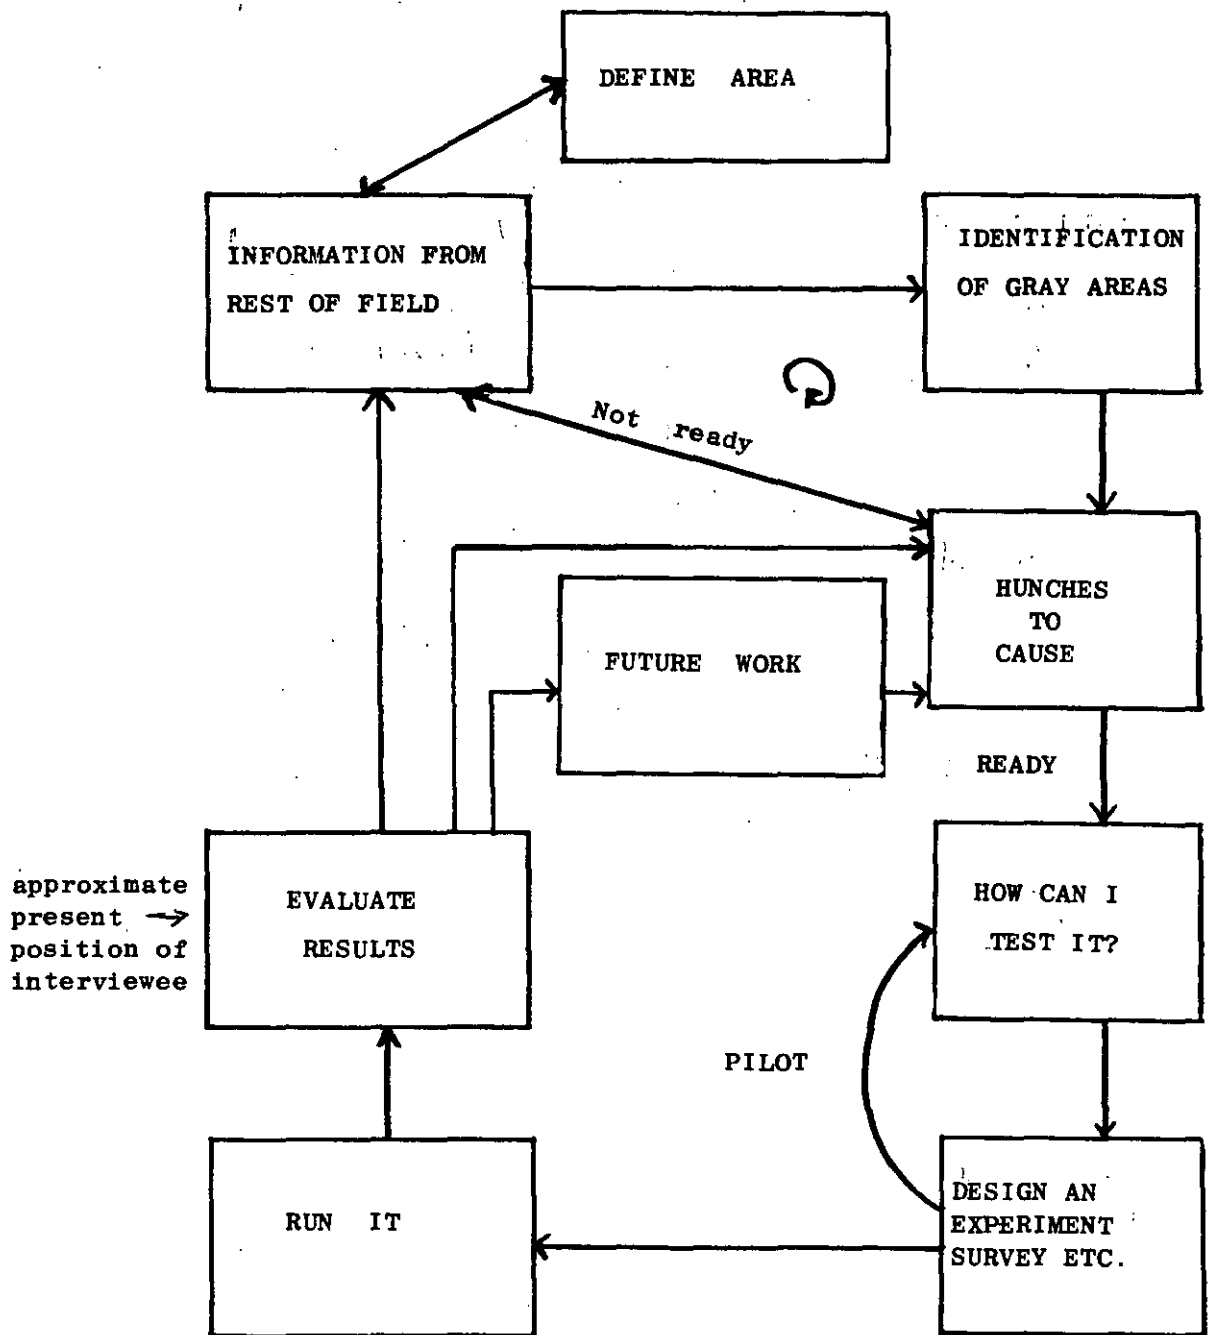 DEFINE AREA
INFORMATION FROM
REST OF FIELD
IDENTIFICATION
OF GRAY AREAS
Not ready
HUNCHES
TO
CAUSE
FUTURE WORK
READY
approximate
present →
position of
interviewee
EVALUATE
RESULTS
HOW CAN I
TEST IT?
PILOT
RUN IT
DESIGN AN
EXPERIMENT
SURVEY ETC.